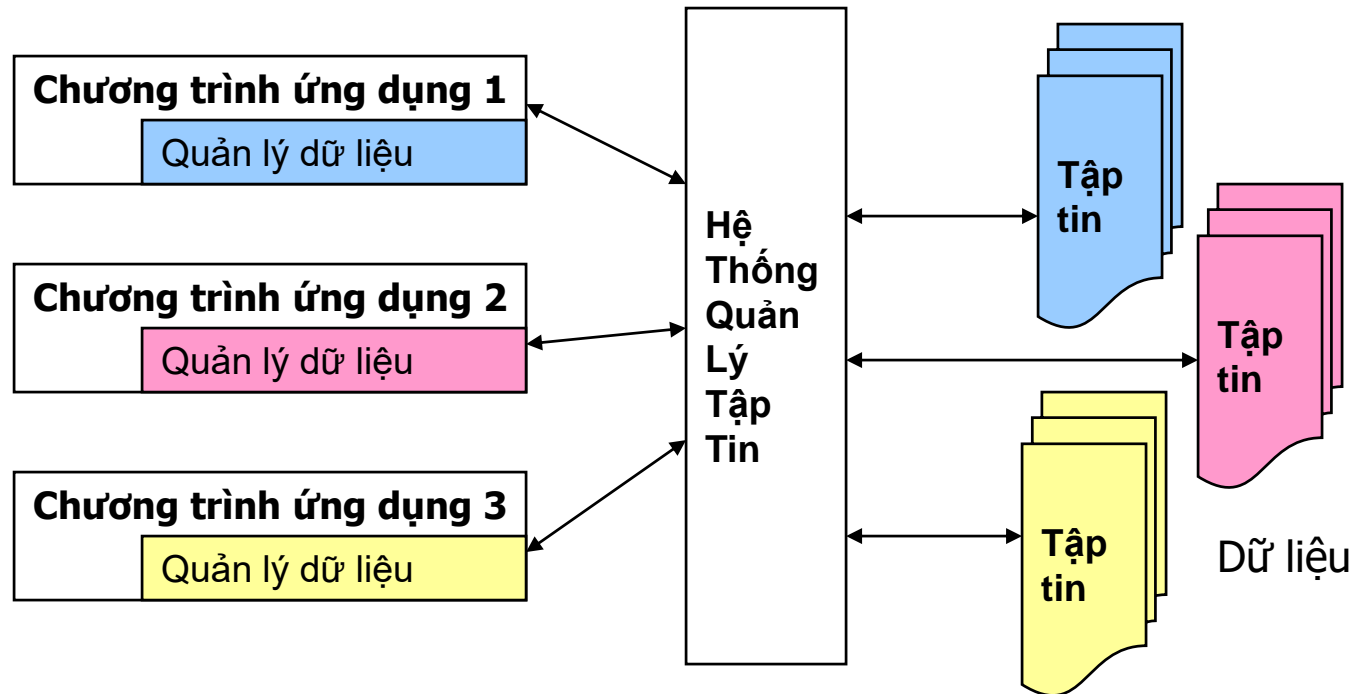 Chương trình ứng dụng 1
Quản lý dữ liệu
Chương trình ứng dụng 2
Quản lý dữ liệu
Chương trình ứng dụng 3
Quản lý dữ liệu
Hệ
Thống
Quản
Lý
Tập
Tin
Tập
tin
Tập
tin
Tập
tin
Dữ liệu